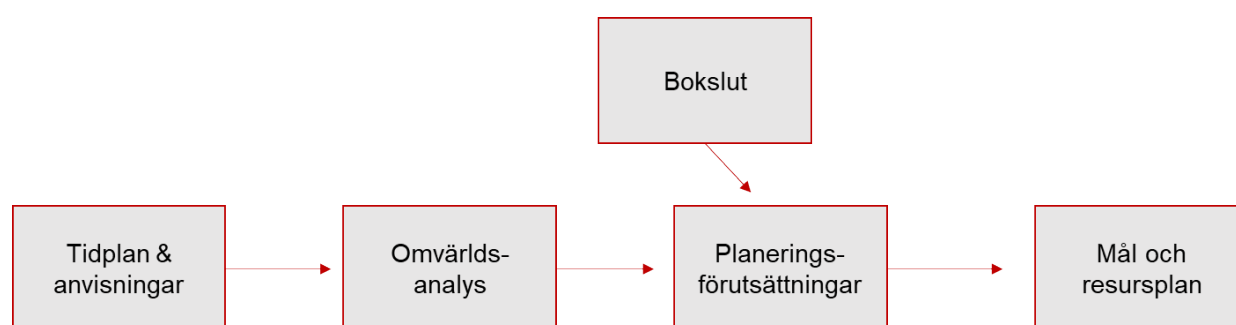 Bokslut
Tidplan &
anvisningar
Omvärlds-
analys
Planerings-
förutsättningar
Mål och
resursplan